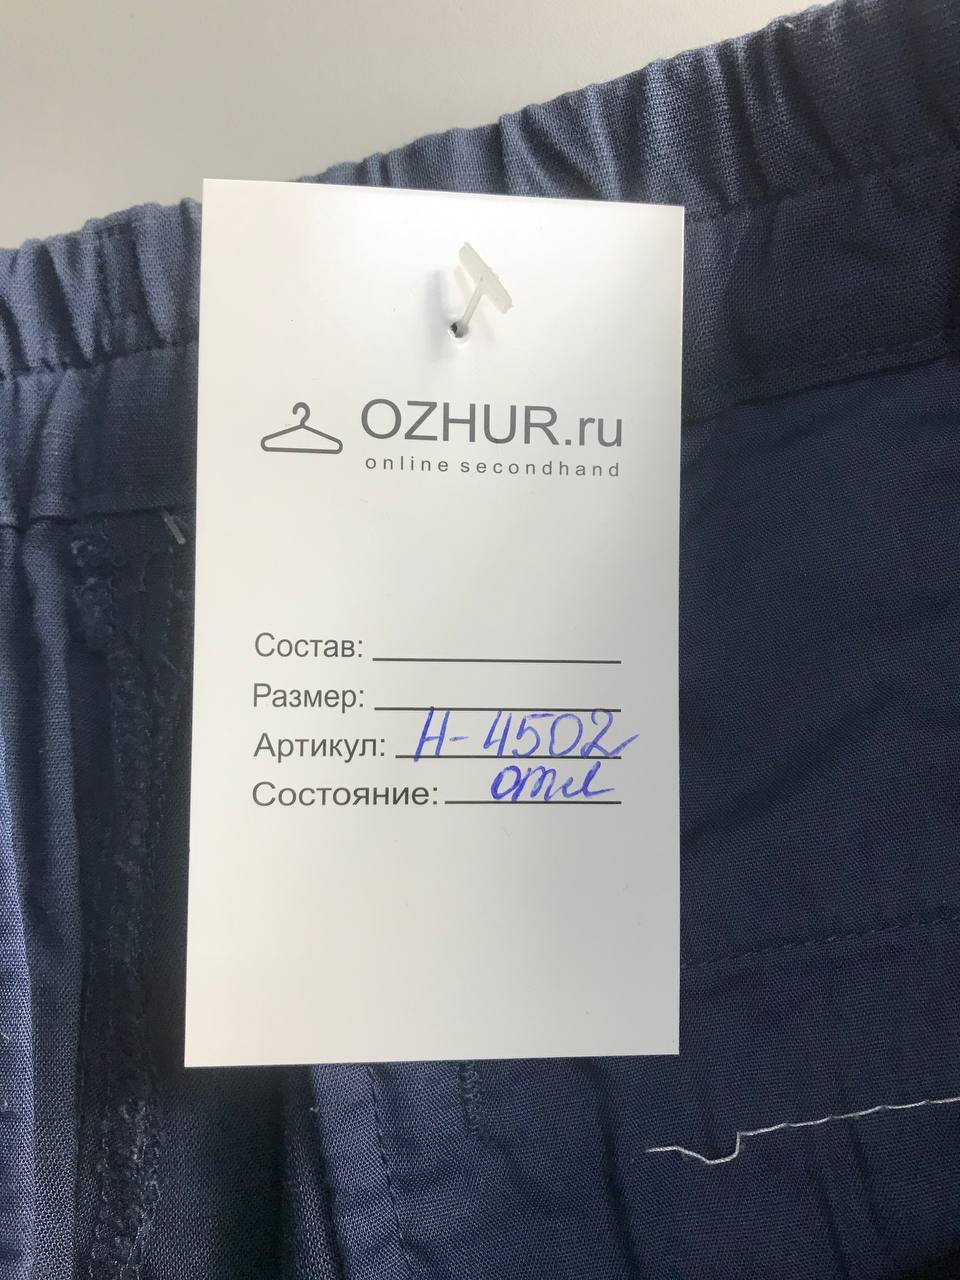 OZHUR.ru
online secondhand
Состав:
Размер:
Артикул: Н-4502
Состояние: отл